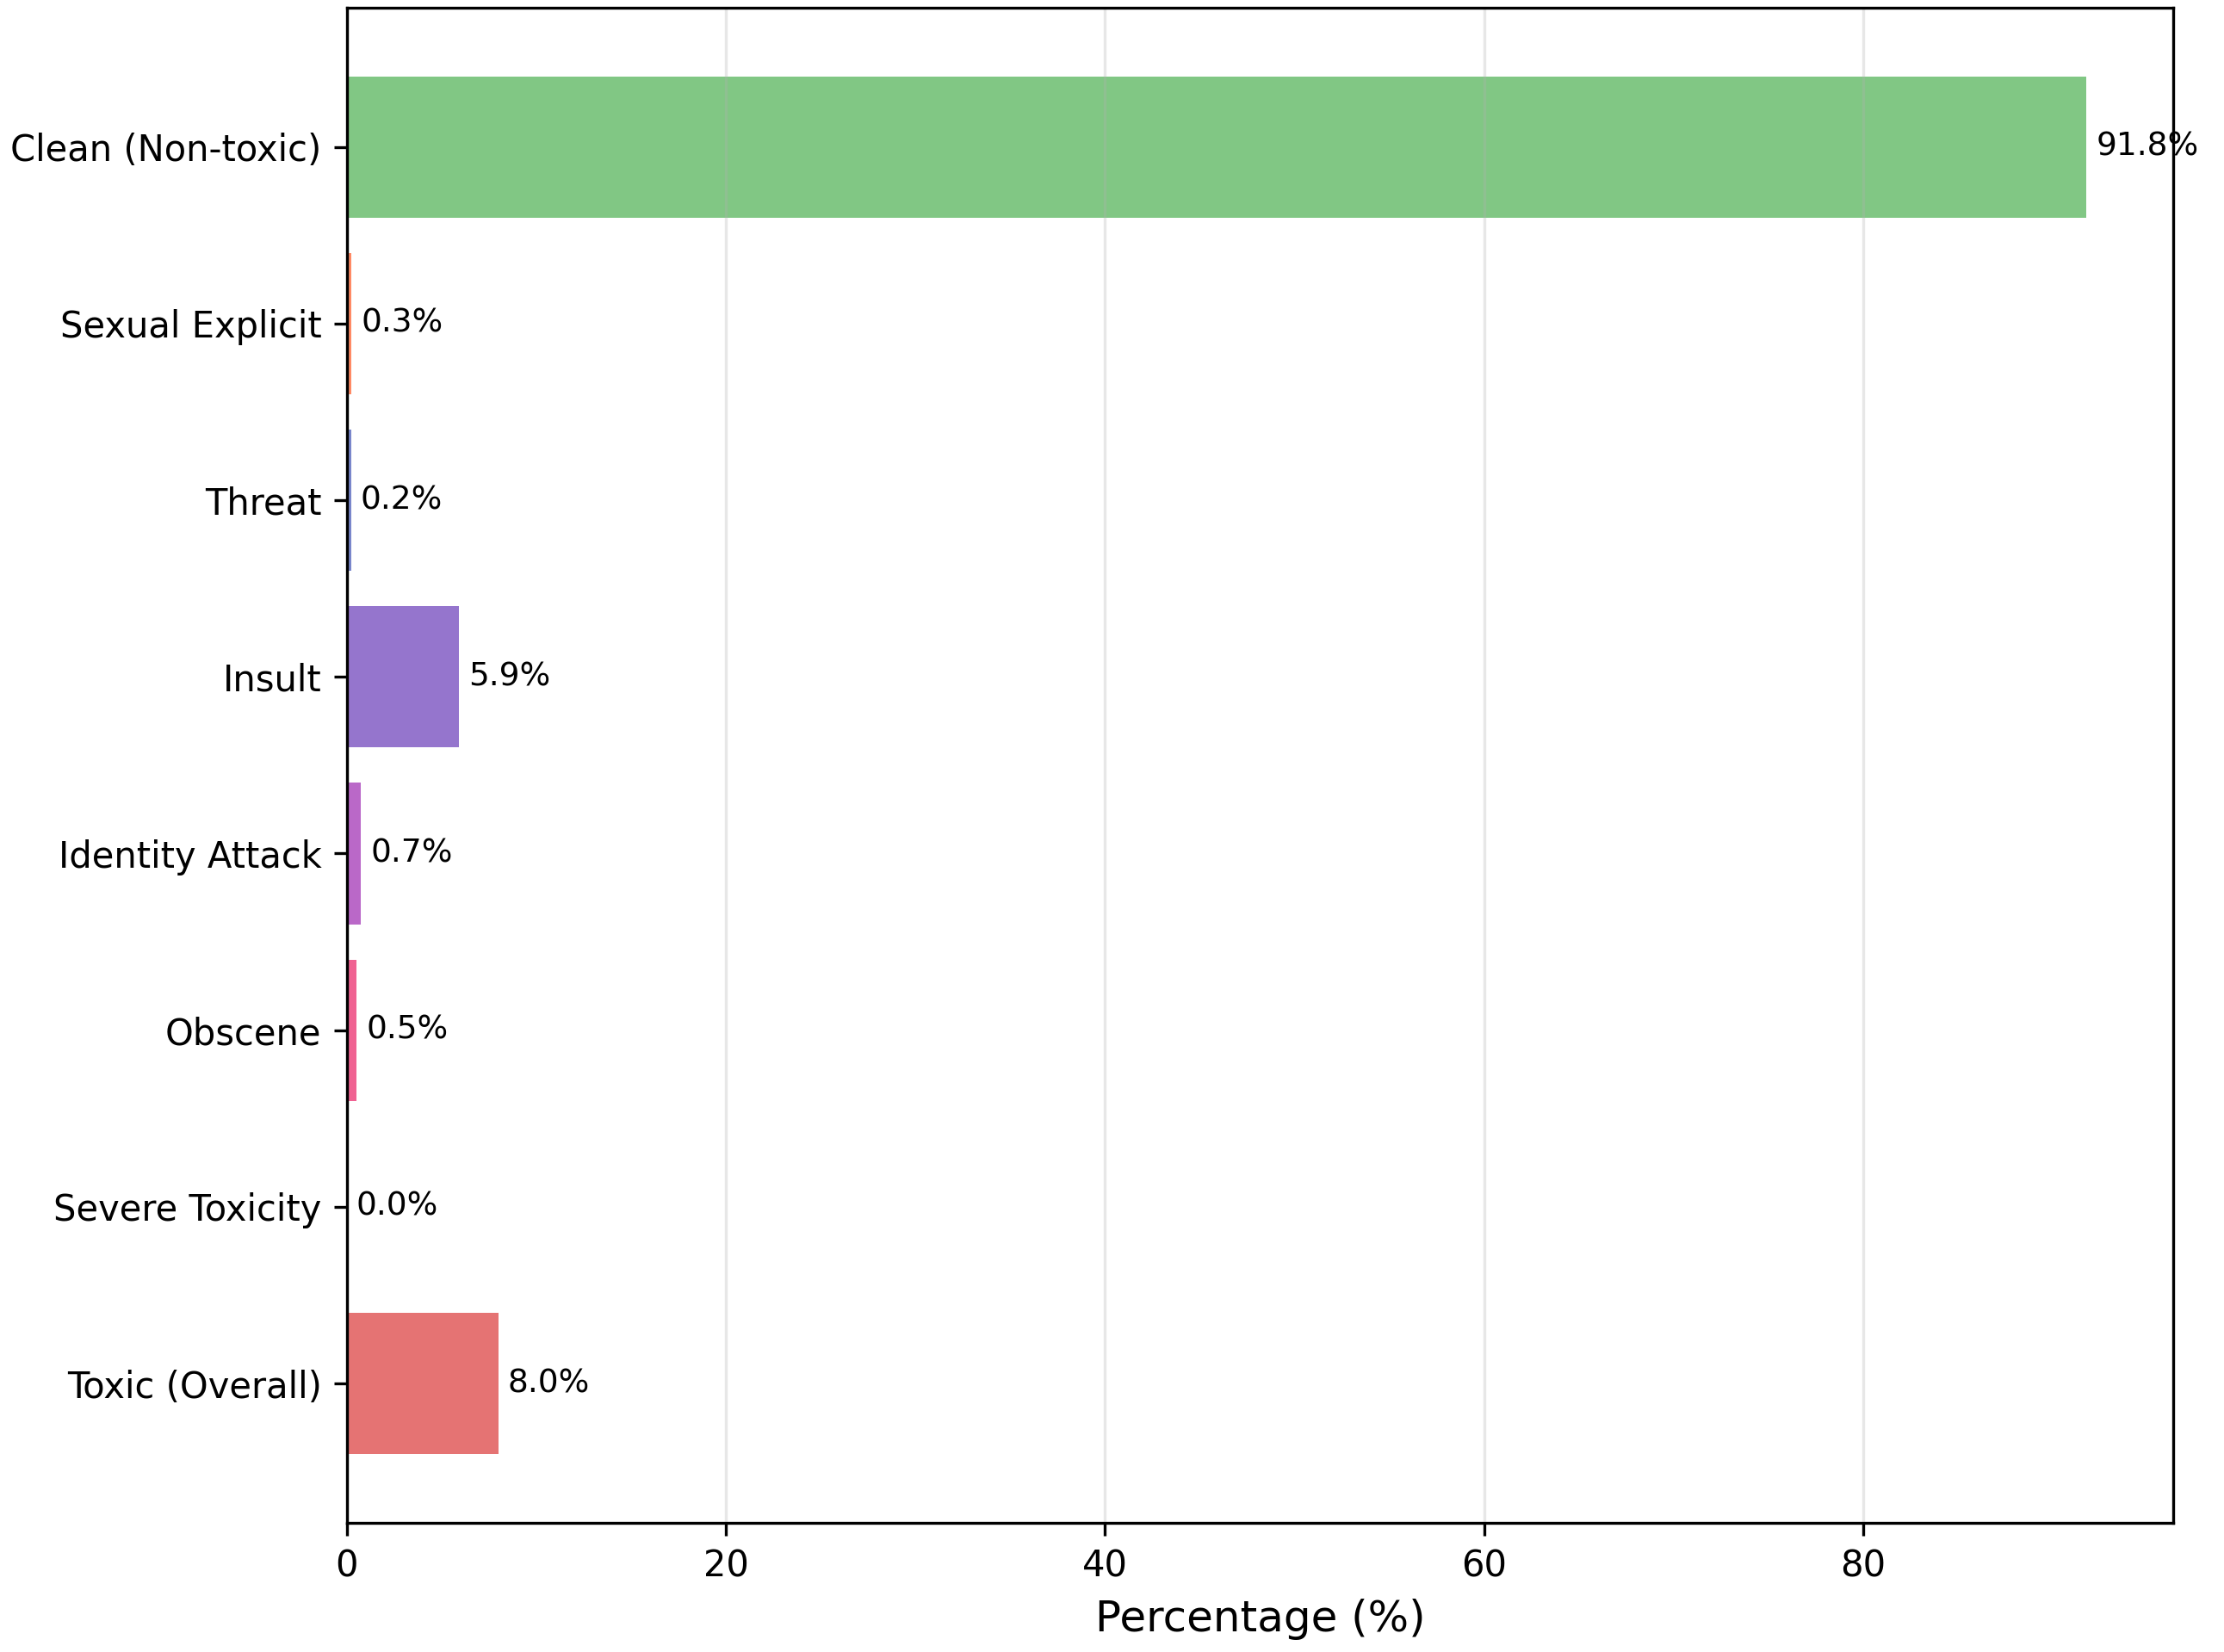 Clean (Non-toxic) 91.8%
Sexual Explicit 0.3%
Threat 0.2%
Insult 5.9%
Identity Attack 0.7%
Obscene 0.5%
Severe Toxicity 0.0%
Toxic (Overall) 8.0%
0 20 40 60 80
Percentage (%)